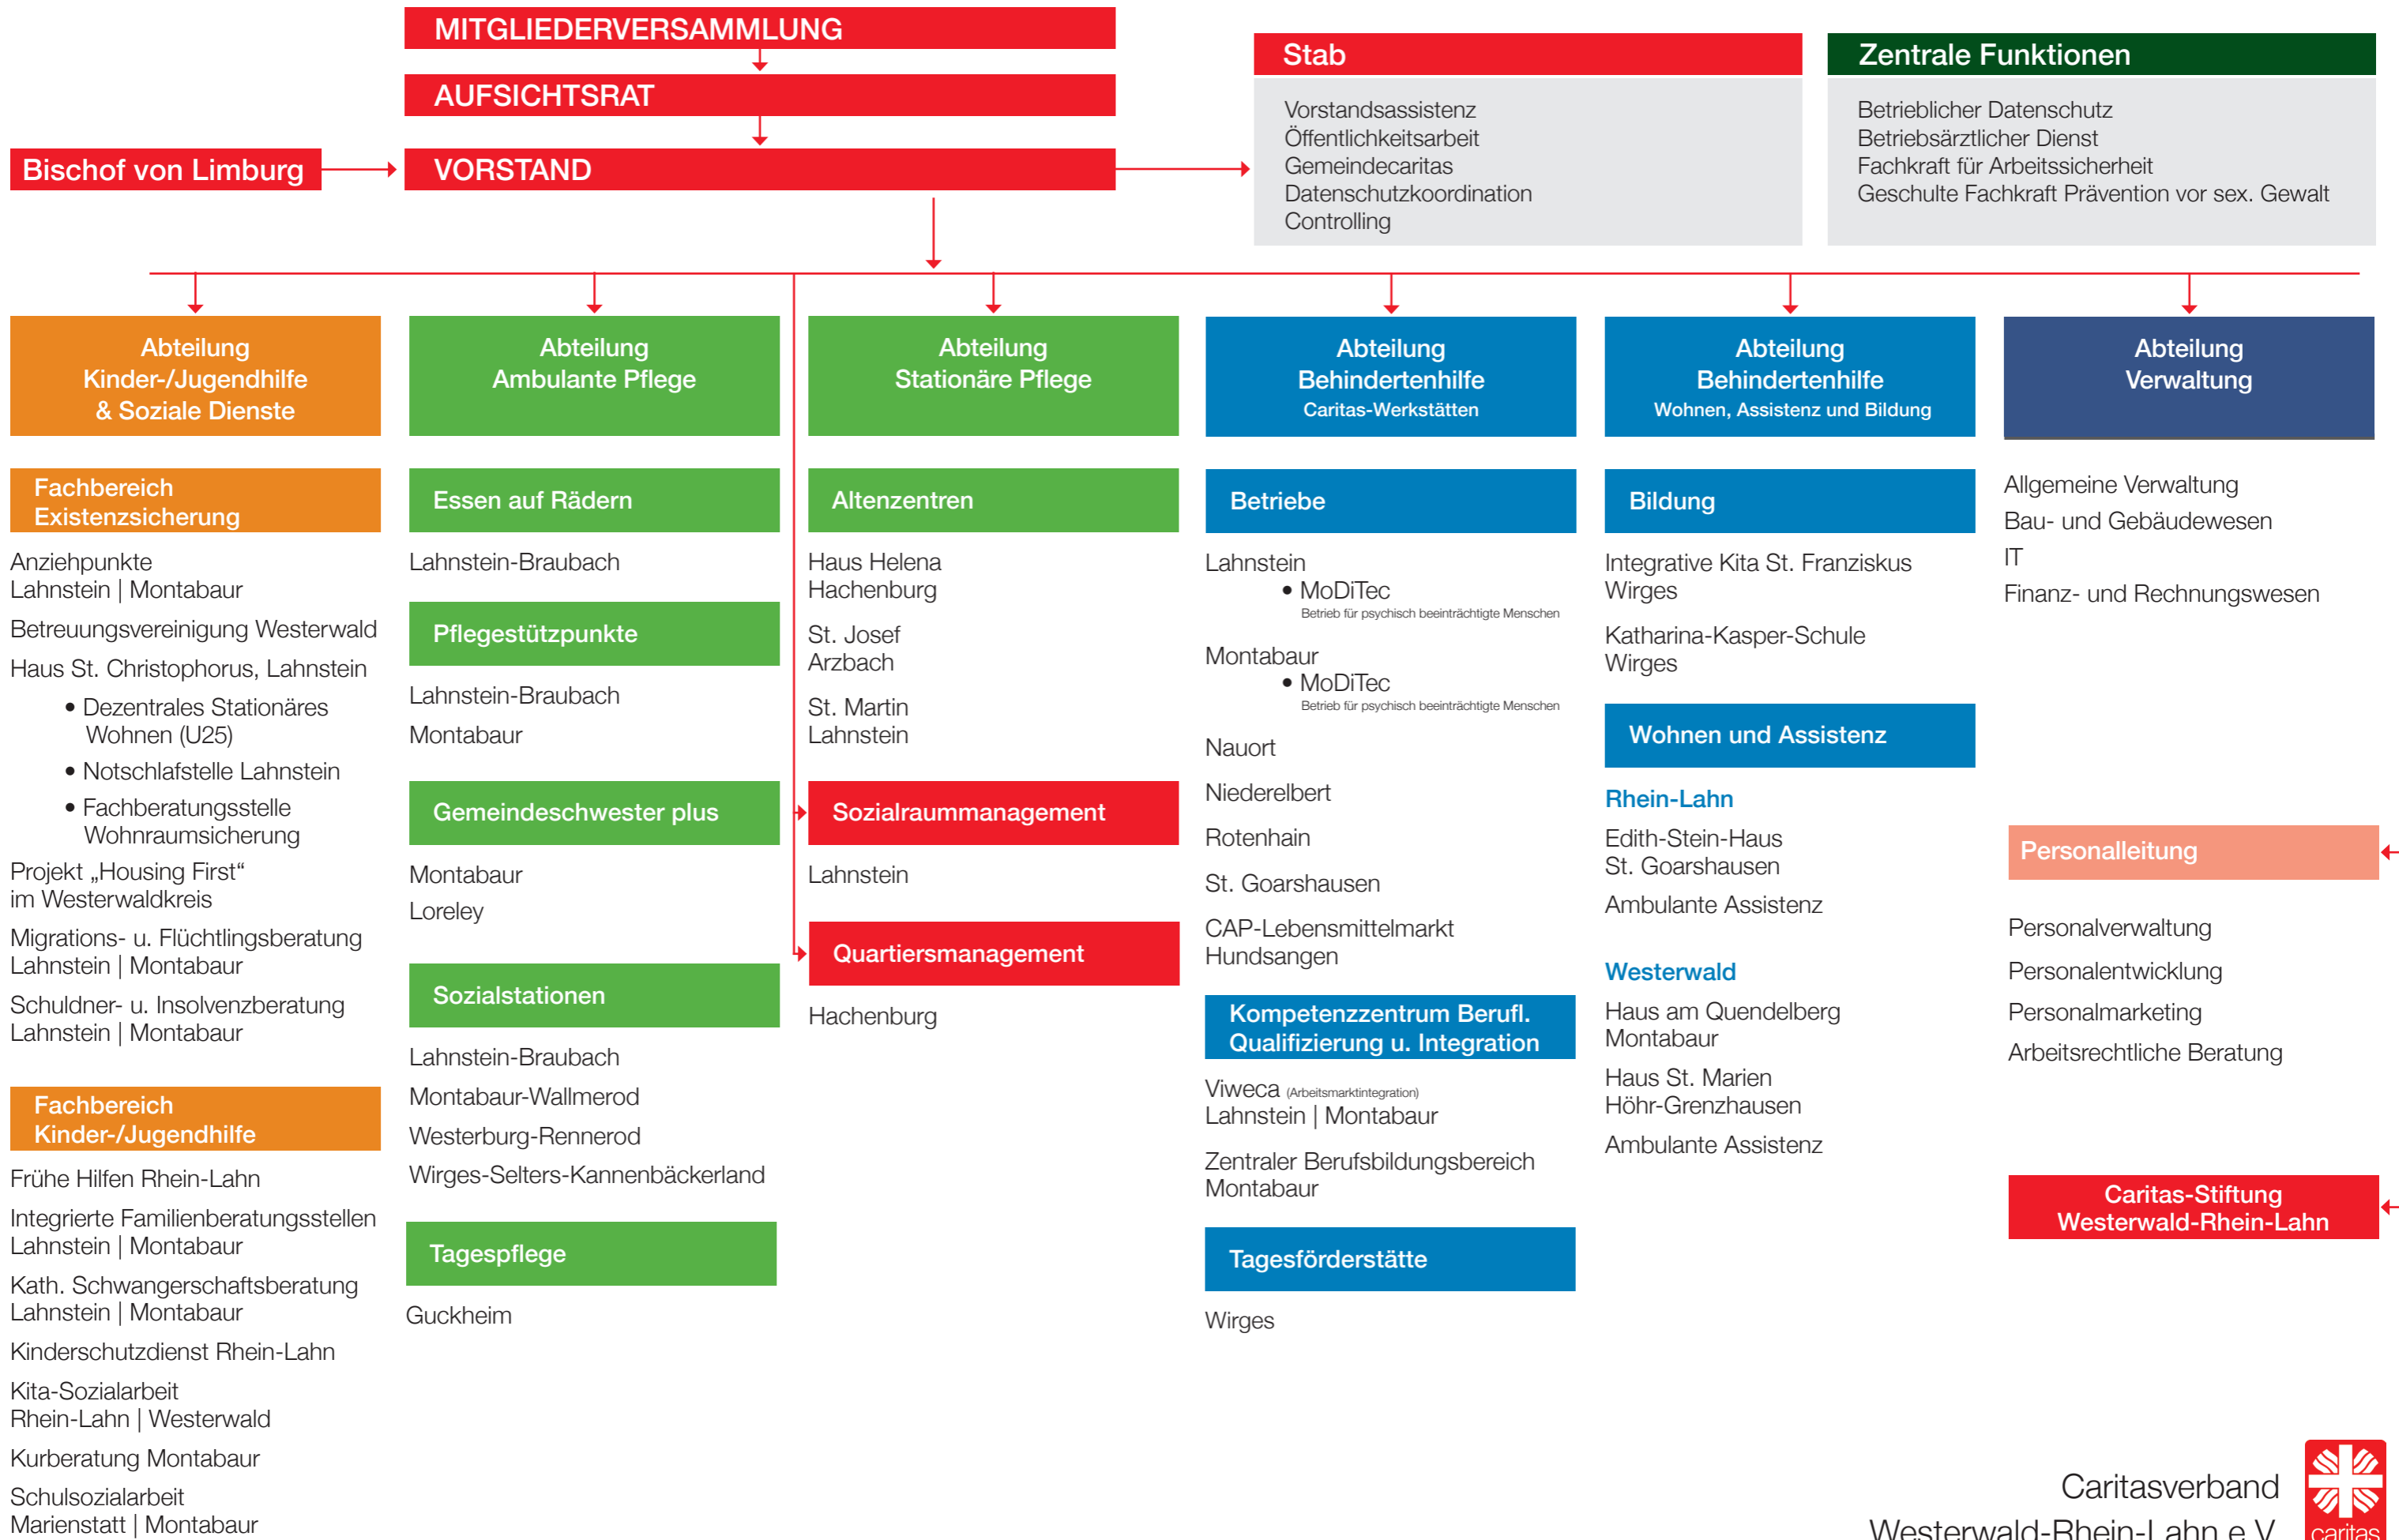 MITGLIEDERVERSAMMLUNG
AUFSICHTSRAT
Bischof von Limburg
VORSTAND
Stab
Vorstandsassistenz
Öffentlichkeitsarbeit
Gemeindecaritas
Datenschutzkoordination
Controlling
Zentrale Funktionen
Betrieblicher Datenschutz
Betriebsärztlicher Dienst
Fachkraft für Arbeitssicherheit
Geschulte Fachkraft Prävention vor sex. Gewalt
Abteilung
Kinder-/Jugendhilfe
& Soziale Dienste
Fachbereich
Existenzsicherung
Anziehpunkte
Lahnstein | Montabaur
Betreuungsvereinigung Westerwald
Haus St. Christophorus, Lahnstein
• Dezentrales Stationäres
Wohnen (U25)
• Notschlafstelle Lahnstein
• Fachberatungsstelle
Wohnraumsicherung
Projekt „Housing First“
im Westerwaldkreis
Migrations- u. Flüchtlingsberatung
Lahnstein | Montabaur
Schuldner- u. Insolvenzberatung
Lahnstein | Montabaur
Fachbereich
Kinder-/Jugendhilfe
Frühe Hilfen Rhein-Lahn
Integrierte Familienberatungsstellen
Lahnstein | Montabaur
Kath. Schwangerschaftsberatung
Lahnstein | Montabaur
Kinderschutzdienst Rhein-Lahn
Kita-Sozialarbeit
Rhein-Lahn | Westerwald
Kurberatung Montabaur
Schulsozialarbeit
Marienstatt | Montabaur
Abteilung
Ambulante Pflege
Essen auf Rädern
Lahnstein-Braubach
Pflegestützpunkte
Lahnstein-Braubach
Montabaur
Gemeindeschwester plus
Montabaur
Loreley
Sozialstationen
Lahnstein-Braubach
Montabaur-Wallmerod
Westerburg-Rennerod
Wirges-Selters-Kannenbäckerland
Tagespflege
Guckheim
Abteilung
Stationäre Pflege
Altenzentren
Haus Helena
Hachenburg
St. Josef
Arzbach
St. Martin
Lahnstein
Sozialraummanagement
Lahnstein
Quartiersmanagement
Hachenburg
Abteilung
Behindertenhilfe
Caritas-Werkstätten
Betriebe
Lahnstein
• MoDiTec
Betrieb für psychisch beeinträchtigte Menschen
Montabaur
• MoDiTec
Betrieb für psychisch beeinträchtigte Menschen
Nauort
Niederelbert
Rotenhain
St. Goarshausen
CAP-Lebensmittelmarkt
Hundsangen
Kompetenzzentrum Berufl.
Qualifizierung u. Integration
Viweca (Arbeitsmarktintegration)
Lahnstein | Montabaur
Zentraler Berufsbildungsbereich
Montabaur
Tagesförderstätte
Wirges
Abteilung
Behindertenhilfe
Wohnen, Assistenz und Bildung
Bildung
Integrative Kita St. Franziskus
Wirges
Katharina-Kasper-Schule
Wirges
Wohnen und Assistenz
Rhein-Lahn
Edith-Stein-Haus
St. Goarshausen
Ambulante Assistenz
Westerwald
Haus am Quendelberg
Montabaur
Haus St. Marien
Höhr-Grenzhausen
Ambulante Assistenz
Abteilung
Verwaltung
Allgemeine Verwaltung
Bau- und Gebäudewesen
IT
Finanz- und Rechnungswesen
Personalleitung
Personalverwaltung
Personalentwicklung
Personalmarketing
Arbeitsrechtliche Beratung
Caritas-Stiftung
Westerwald-Rhein-Lahn
Caritasverband
Westerwald-Rhein-Lahn e.V.
caritas